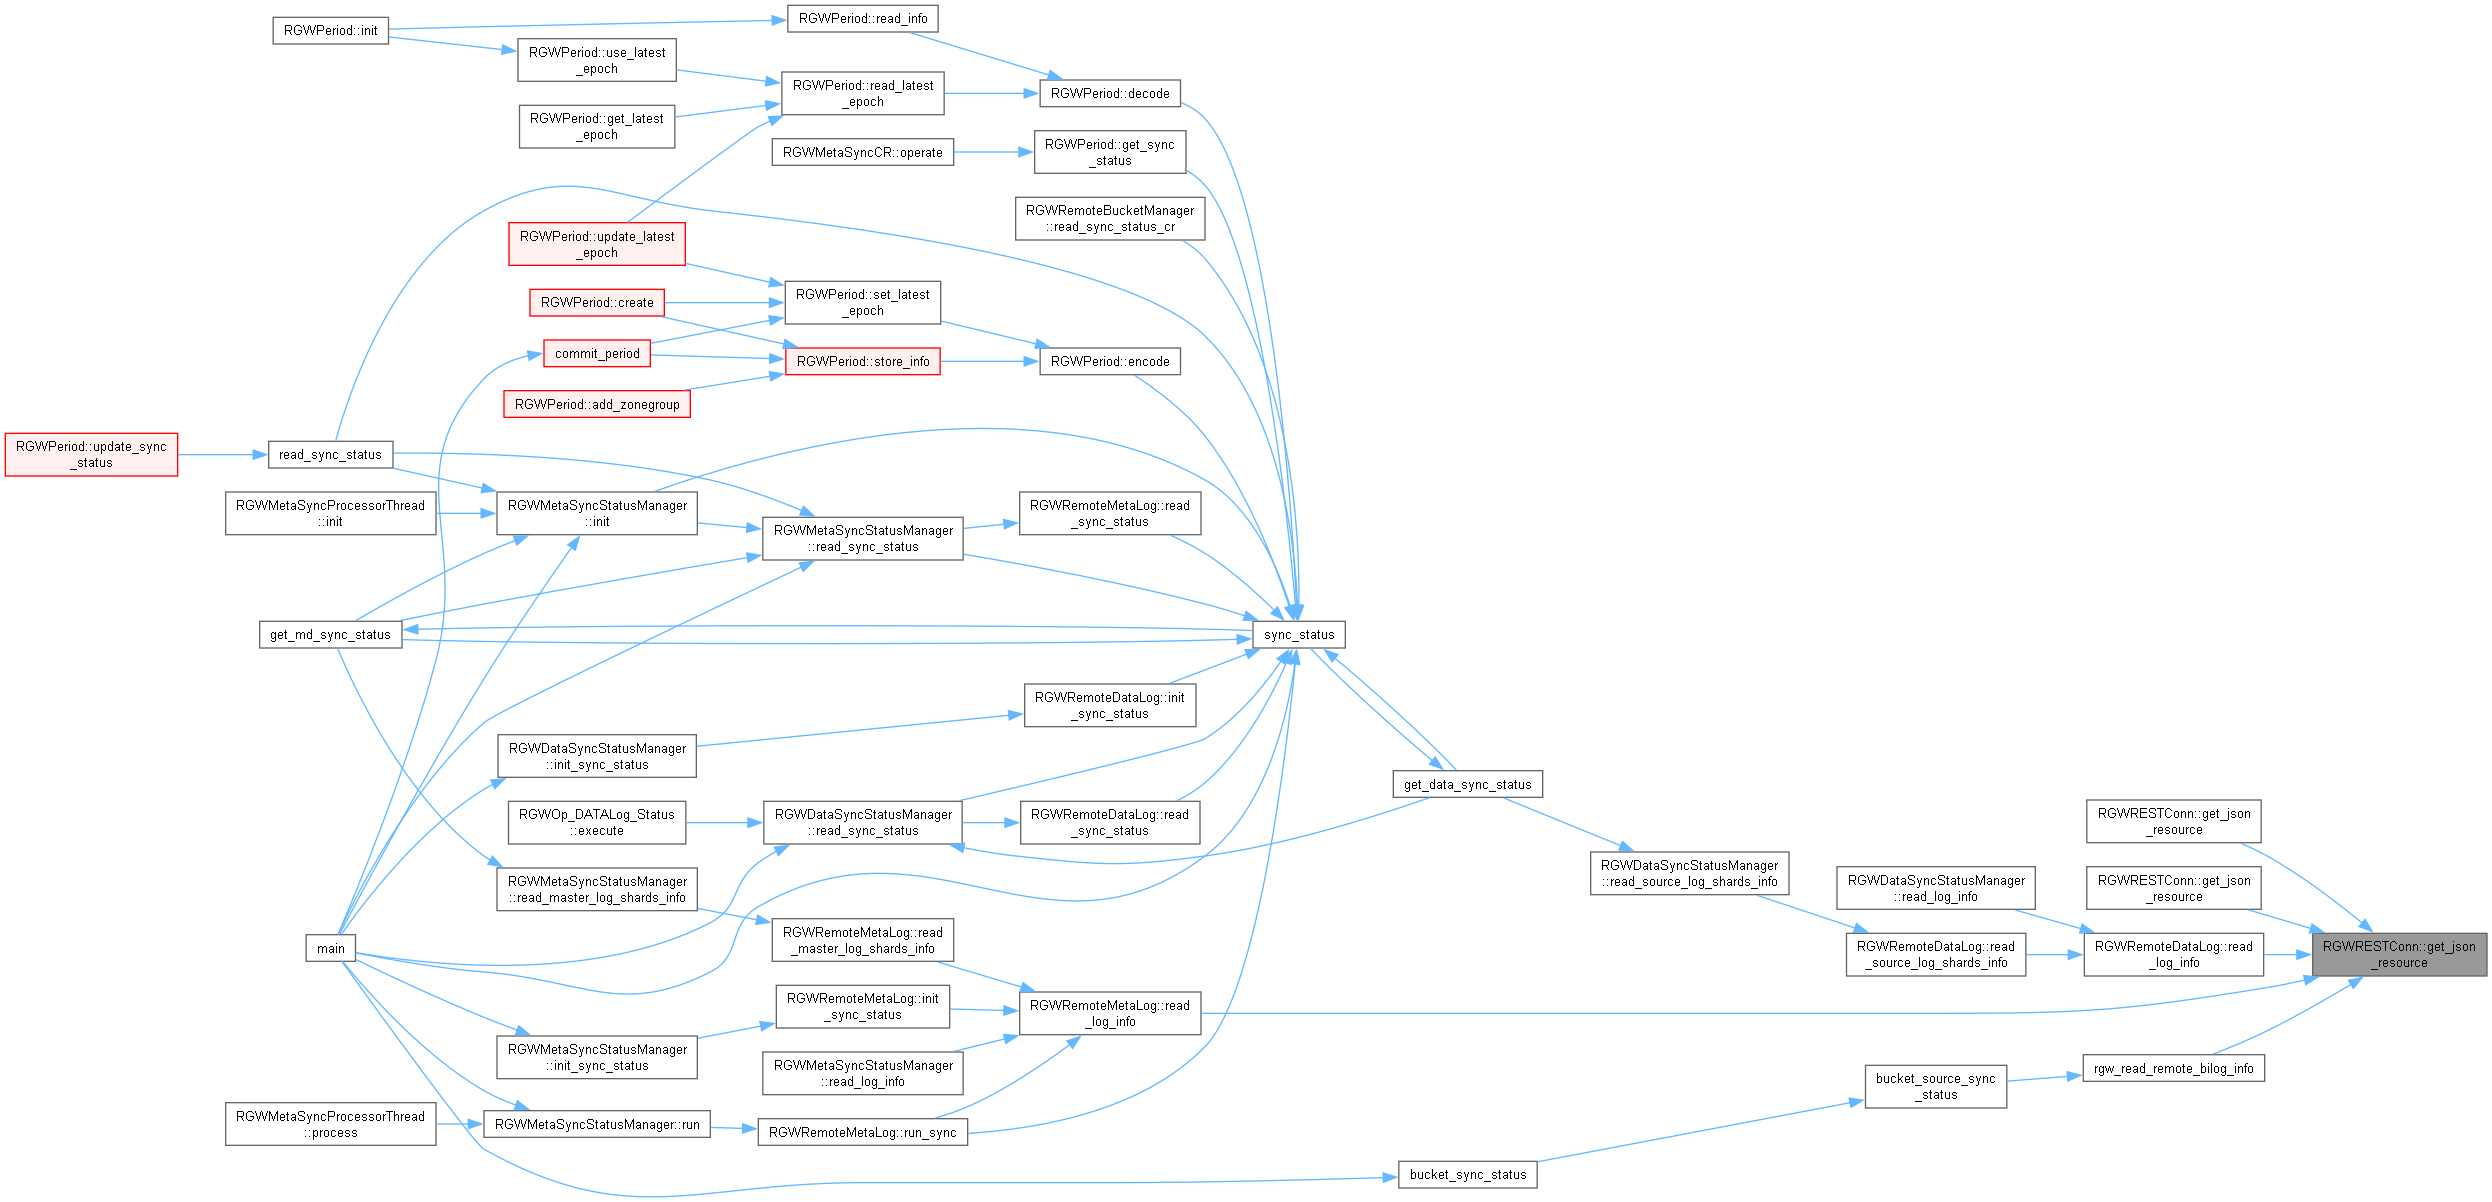 RGWPeriod::init
RGWPeriod::read_info
RGWPeriod::use_latest
_epoch
RGWPeriod::read_latest
_epoch
RGWPeriod::decode
RGWPeriod::get_latest
_epoch
RGWMetaSyncCR::operate
RGWPeriod::get_sync
_status
RGWRemoteBucketManager
::read_sync_status_cr
RGWPeriod::update_latest
_epoch
RGWPeriod::set_latest
_epoch
RGWPeriod::create
commit_period
RGWPeriod::store_info
RGWPeriod::encode
RGWPeriod::add_zonegroup
RGWPeriod::update_sync
_status
read_sync_status
RGWMetaSyncProcessorThread
::init
RGWMetaSyncStatusManager
::init
RGWMetaSyncStatusManager
::read_sync_status
RGWRemoteMetaLog::read
_sync_status
get_md_sync_status
sync_status
RGWRemoteDataLog::init
_sync_status
RGWDataSyncStatusManager
::init_sync_status
get_data_sync_status
RGWOp_DATALog_Status
::execute
RGWDataSyncStatusManager
::read_sync_status
RGWRemoteDataLog::read
_sync_status
RGWRESTConn::get_json
_resource
RGWDataSyncStatusManager
::read_source_log_shards_info
RGWDataSyncStatusManager
::read_log_info
RGWRESTConn::get_json
_resource
RGWMetaSyncStatusManager
::read_master_log_shards_info
main
RGWRemoteMetaLog::read
_master_log_shards_info
RGWRemoteDataLog::read
_source_log_shards_info
RGWRemoteDataLog::read
_log_info
RGWRESTConn::get_json
_resource
RGWRemoteMetaLog::init
_sync_status
RGWRemoteMetaLog::read
_log_info
RGWMetaSyncStatusManager
::init_sync_status
RGWMetaSyncStatusManager
::read_log_info
rgw_read_remote_bilog_info
bucket_source_sync
_status
RGWMetaSyncProcessorThread
::process
RGWMetaSyncStatusManager::run
RGWRemoteMetaLog::run_sync
bucket_sync_status